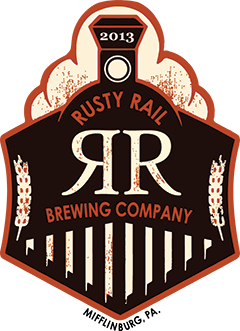 2013
RUSTY RAIL
RR
BREWING COMPANY
MIFFLINBURG, PA.